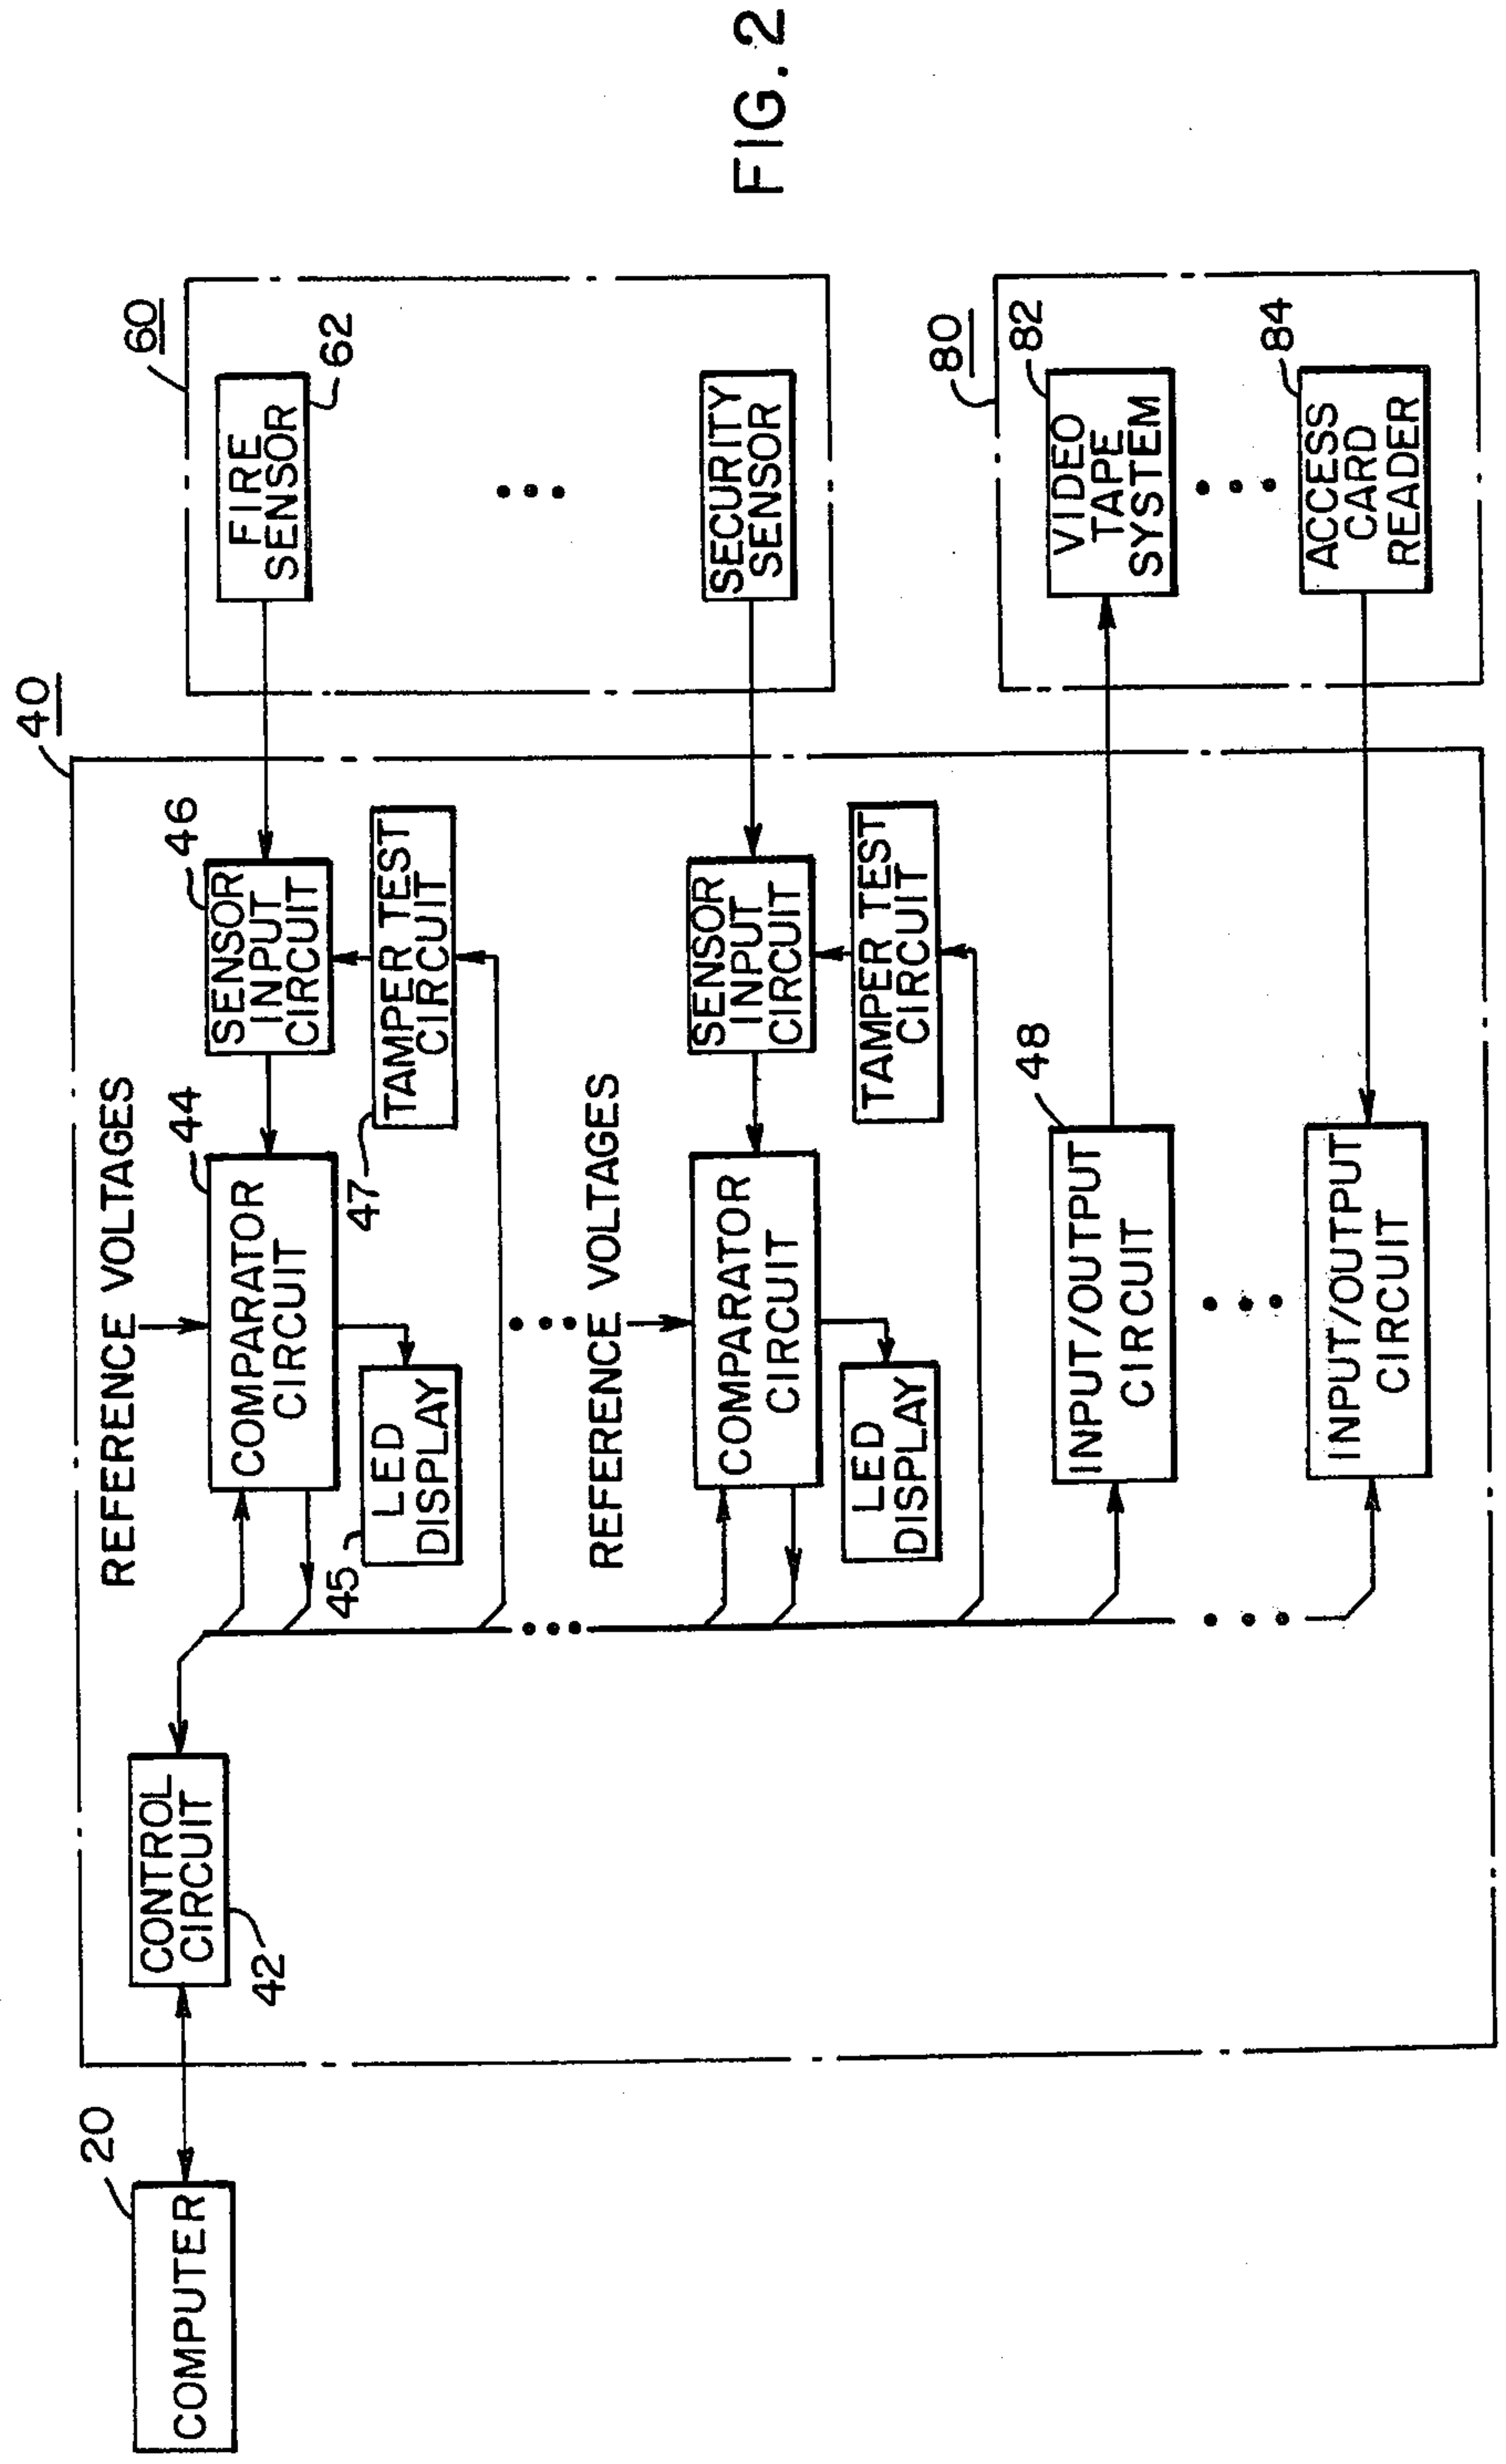 COMPUTER
20
CONTROL
CIRCUIT
42
40
REFERENCE VOLTAGES
COMPARATOR
CIRCUIT
44
LED
DISPLAY
45
SENSOR
INPUT
CIRCUIT
46
TAMPER TEST
CIRCUIT
47
REFERENCE VOLTAGES
COMPARATOR
CIRCUIT
LED
DISPLAY
SENSOR
INPUT
CIRCUIT
TAMPER TEST
CIRCUIT
INPUT/OUTPUT
CIRCUIT
48
INPUT/OUTPUT
CIRCUIT
60
FIRE
SENSOR
62
SECURITY
SENSOR
80
VIDEO
TAPE
SYSTEM
82
ACCESS
CARD
READER
84
FIG. 2